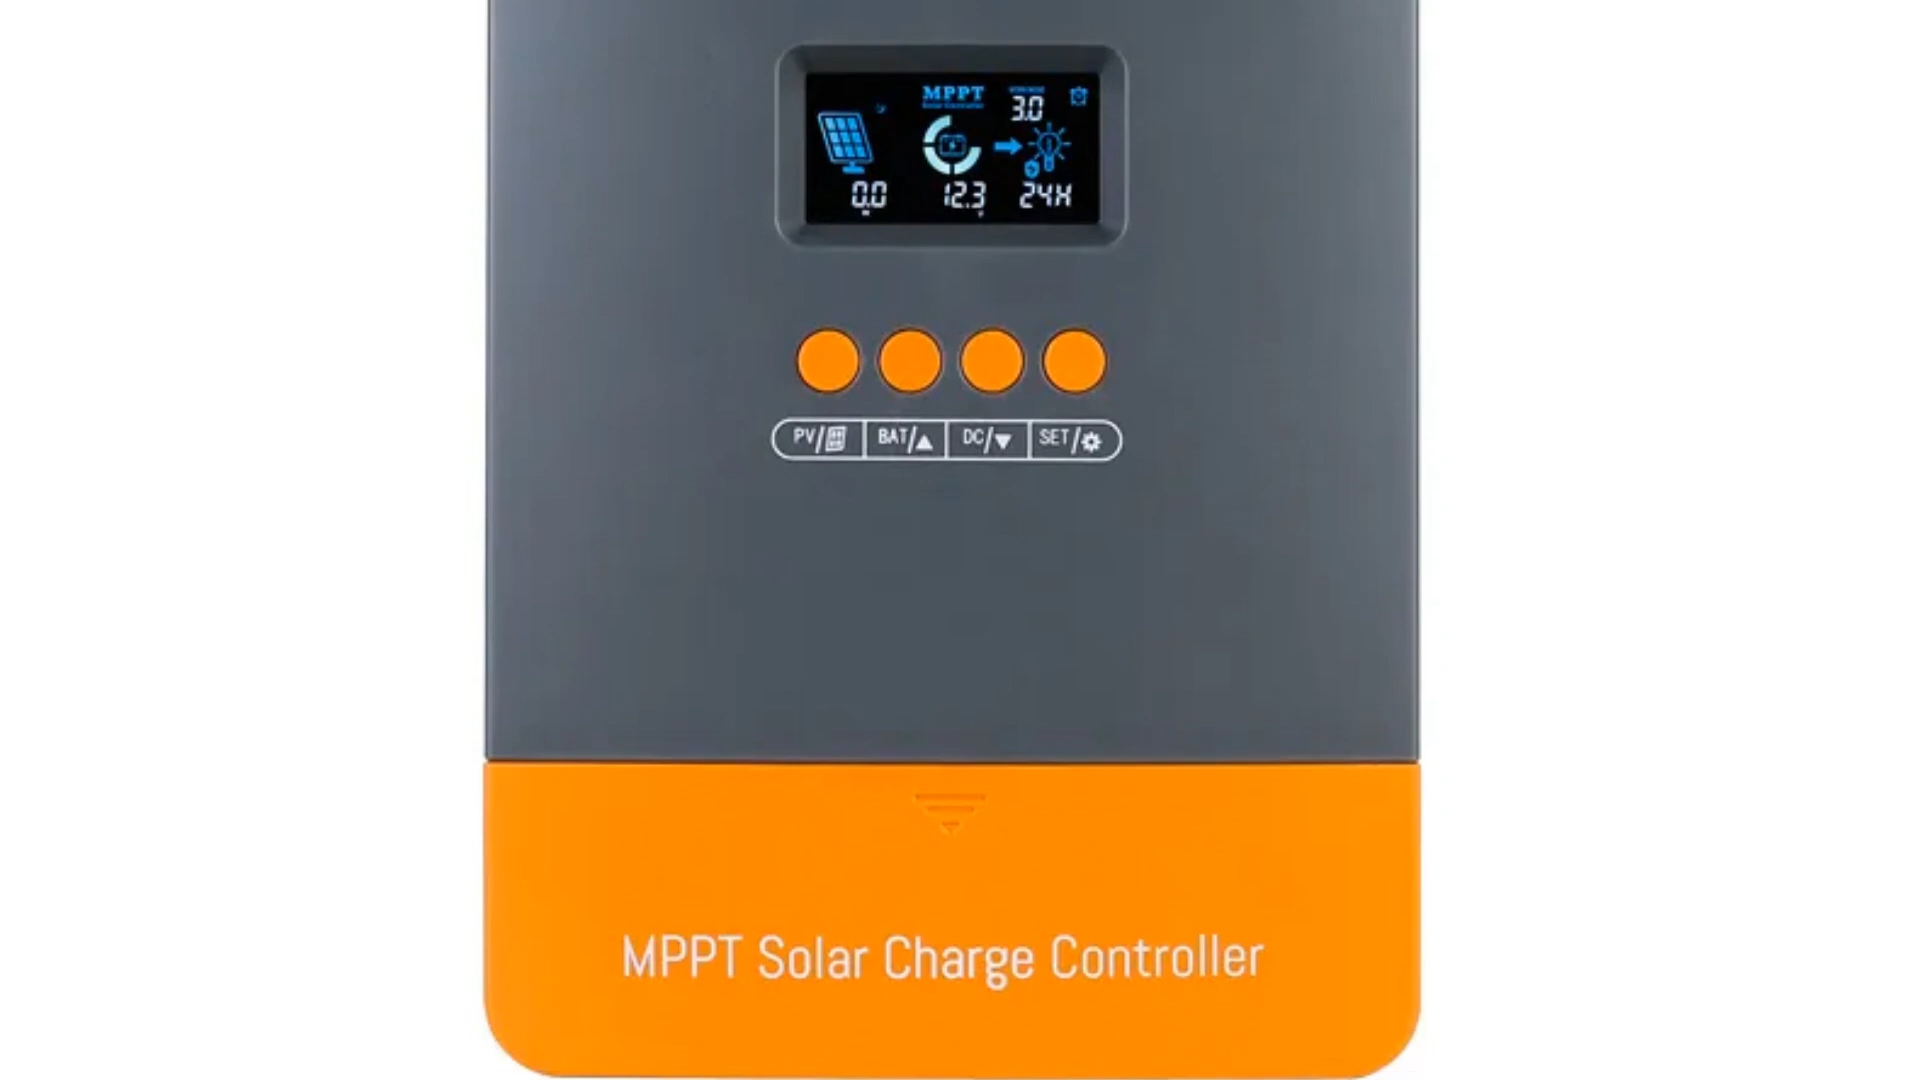 MPPT
3.0
0.0 12.3 24H
PV/ BAT/▲ DC/▼ SET/
MPPT Solar Charge Controller